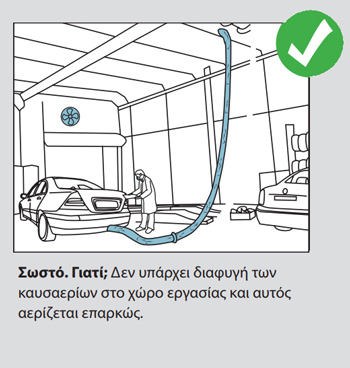 Σωστό. Γιατί; Δεν υπάρχει διαφυγή των
καυσαερίων στο χώρο εργασίας και αυτός
αερίζεται επαρκώς.